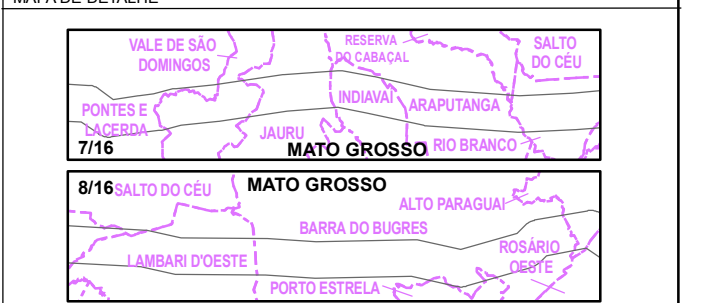 MAPA DE DETALHE
VALE DE SÃO
DOMINGOS
RESERVA
DO CABAÇAL
SALTO
DO CÉU
PONTES E
LACERDA
INDIAVAÍ
ARAPUTANGA
JAURU
RIO BRANCO
7/16
MATO GROSSO
8/16
SALTO DO CÉU
MATO GROSSO
ALTO PARAGUAI
BARRA DO BUGRES
ROSÁRIO
OESTE
LAMBARI D'OESTE
PORTO ESTRELA